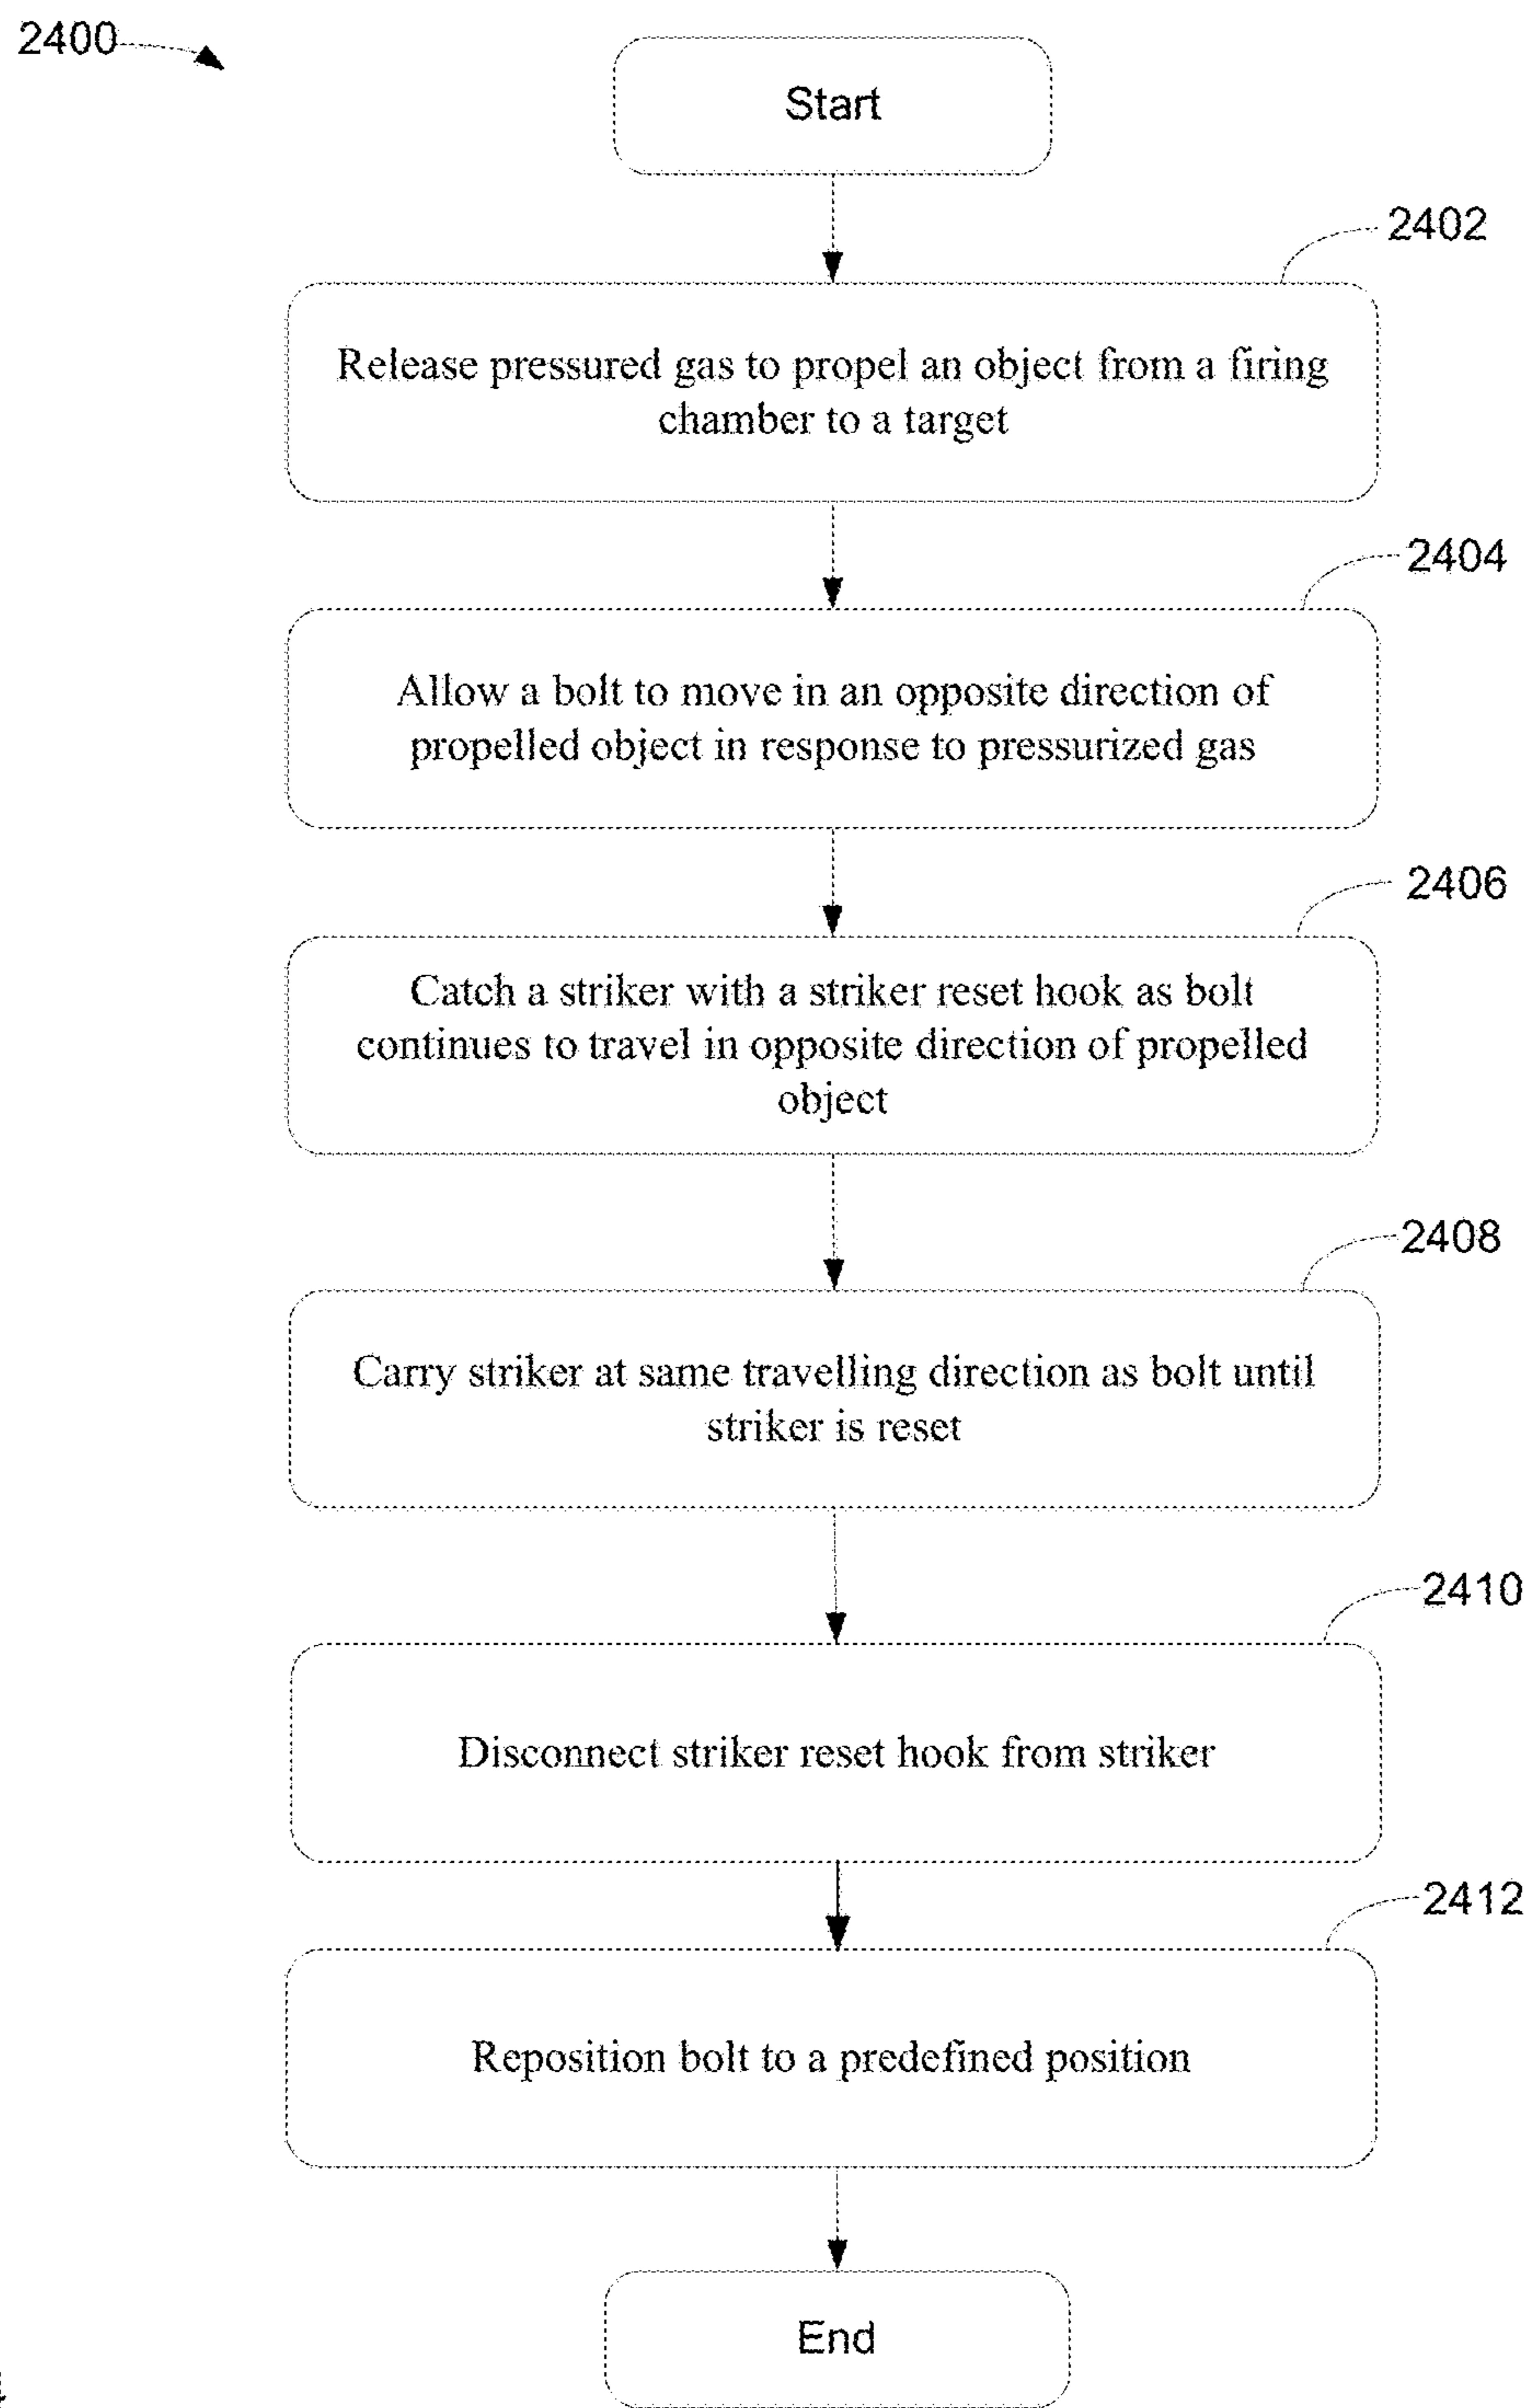 2400
Start
2402
Release pressured gas to propel an object from a firing
chamber to a target
2404
Allow a bolt to move in an opposite direction of
propelled object in response to pressurized gas
2406
Catch a striker with a striker reset hook as bolt
continues to travel in opposite direction of propelled
object
2408
Carry striker at same travelling direction as bolt until
striker is reset
2410
Disconnect striker reset hook from striker
2412
Reposition bolt to a predefined position
End